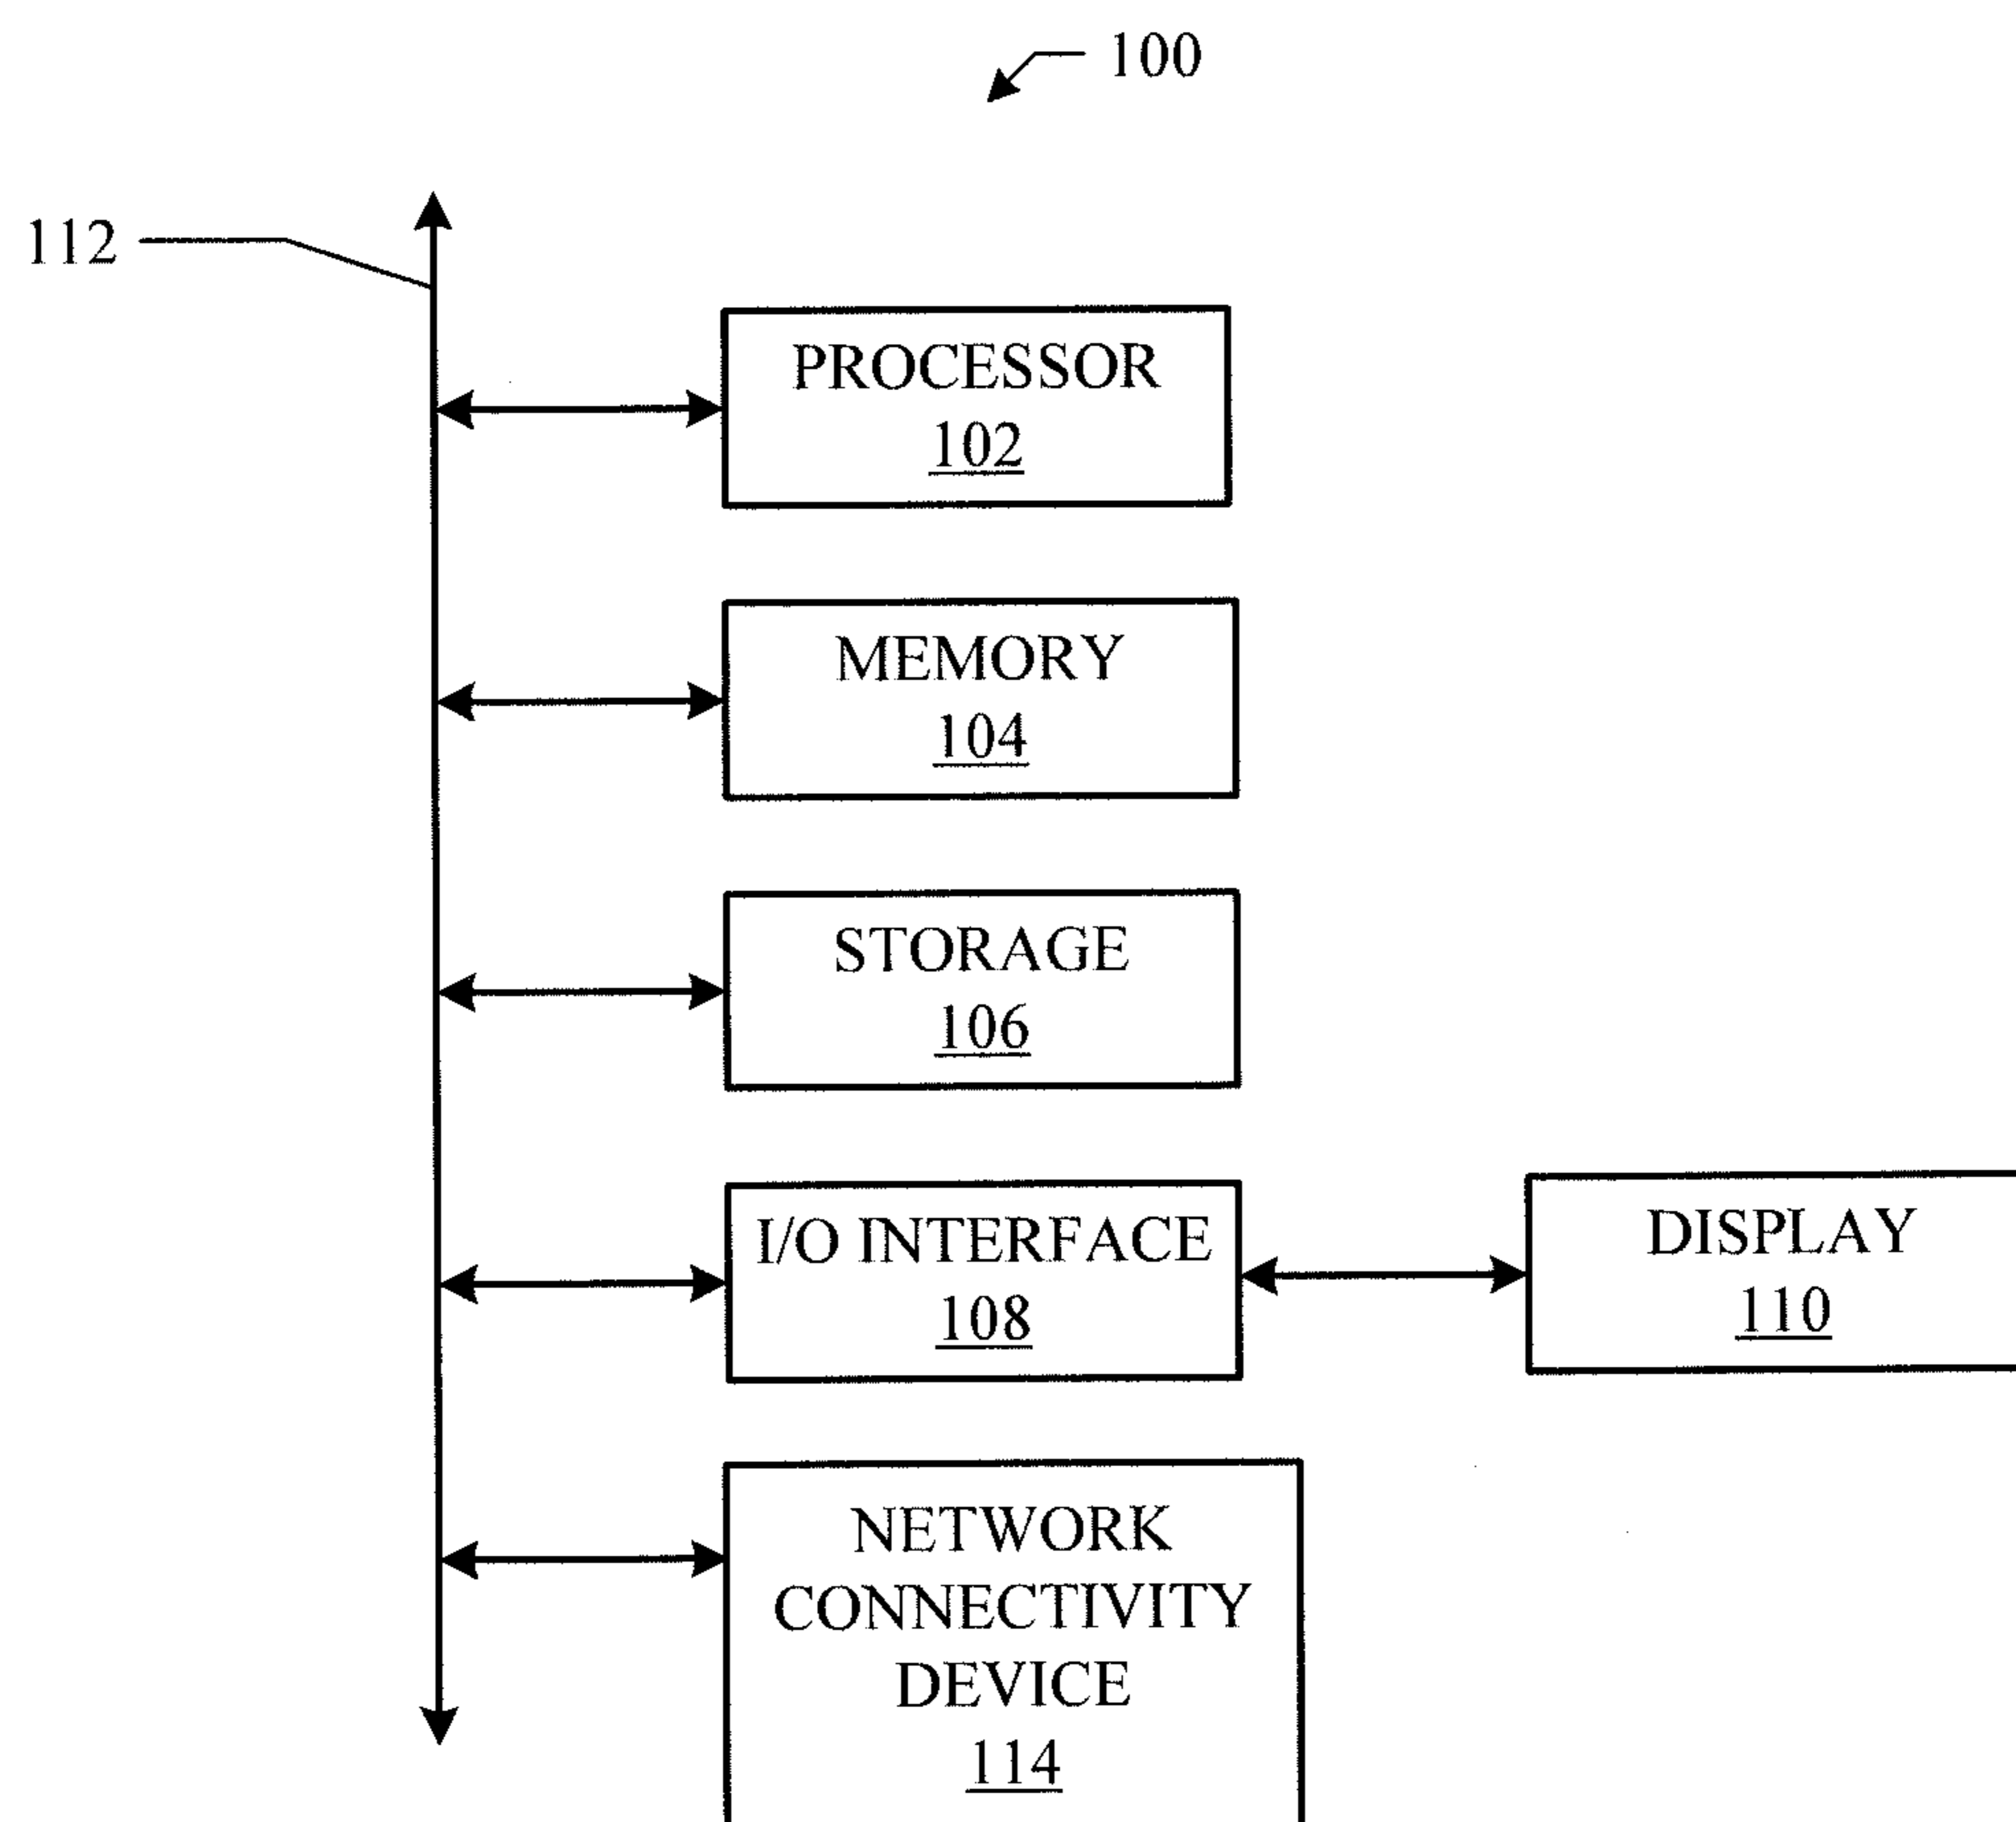 100
112
PROCESSOR
102
MEMORY
104
STORAGE
106
I/O INTERFACE
108
DISPLAY
110
NETWORK
CONNECTIVITY
DEVICE
114